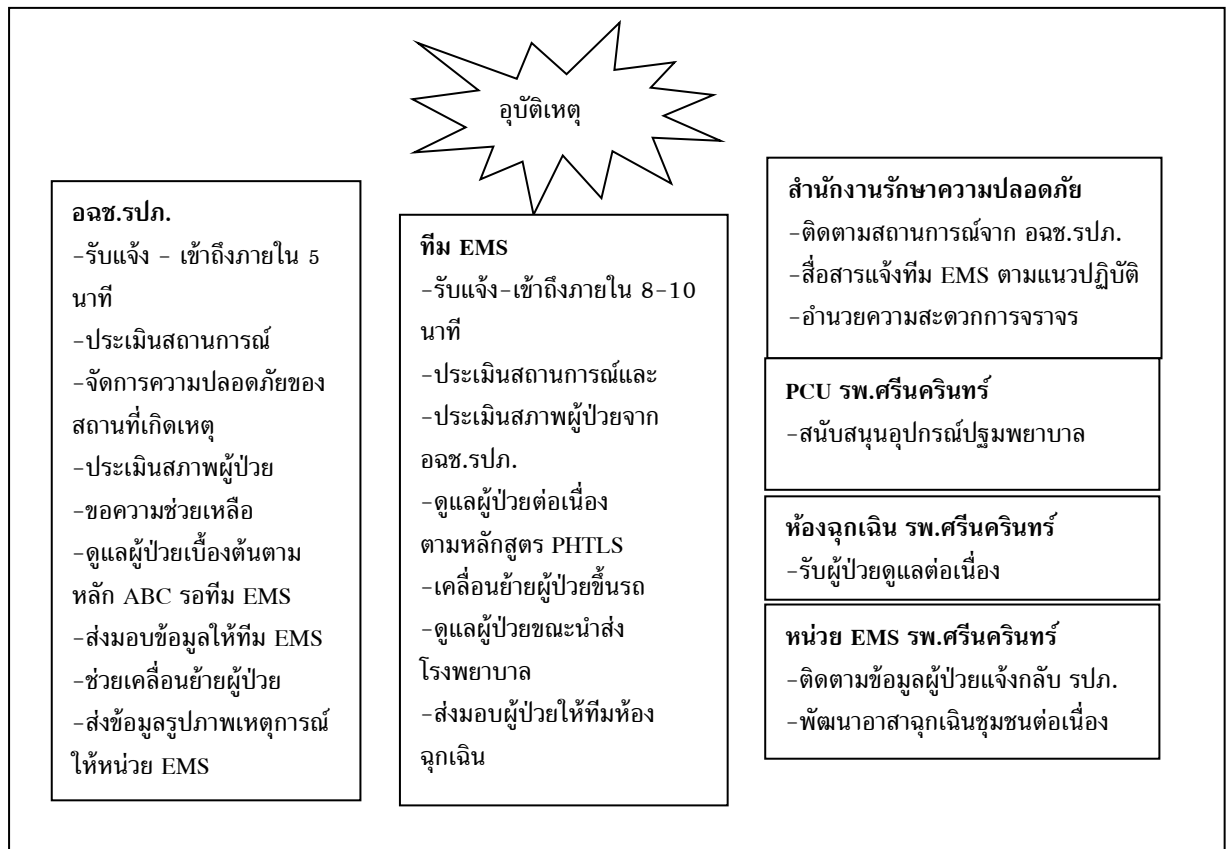 อุบัติเหตุ
อฉช.รปภ.
-รับแจ้ง - เข้าถึงภายใน 5
นาที
-ประเมินสถานการณ์
-จัดการความปลอดภัยของ
สถานที่เกิดเหตุ
-ประเมินสภาพผู้ป่วย
-ขอความช่วยเหลือ
-ดูแลผู้ป่วยเบื้องต้นตาม
หลัก ABC รอทีม EMS
-ส่งมอบข้อมูลให้ทีม EMS
-ช่วยเคลื่อนย้ายผู้ป่วย
-ส่งข้อมูลรูปภาพเหตุการณ์
ให้หน่วย EMS
ทีม EMS
-รับแจ้ง-เข้าถึงภายใน 8-10
นาที
-ประเมินสถานการณ์และ
-ประเมินสภาพผู้ป่วยจาก
อฉช.รปภ.
-ดูแลผู้ป่วยต่อเนื่อง
ตามหลักสูตร PHTLS
-เคลื่อนย้ายผู้ป่วยขึ้นรถ
-ดูแลผู้ป่วยขณะนำส่ง
โรงพยาบาล
-ส่งมอบผู้ป่วยให้ทีมห้อง
ฉุกเฉิน
สำนักงานรักษาความปลอดภัย
-ติดตามสถานการณ์จาก อฉช.รปภ.
-สื่อสารแจ้งทีม EMS ตามแนวปฏิบัติ
-อำนวยความสะดวกการจราจร
PCU รพ.ศรีนครินทร์
-สนับสนุนอุปกรณ์ปฐมพยาบาล
ห้องฉุกเฉิน รพ.ศรีนครินทร์
-รับผู้ป่วยดูแลต่อเนื่อง
หน่วย EMS รพ.ศรีนครินทร์
-ติดตามข้อมูลผู้ป่วยแจ้งกลับ รปภ.
-พัฒนาอาสาฉุกเฉินชุมชนต่อเนื่อง